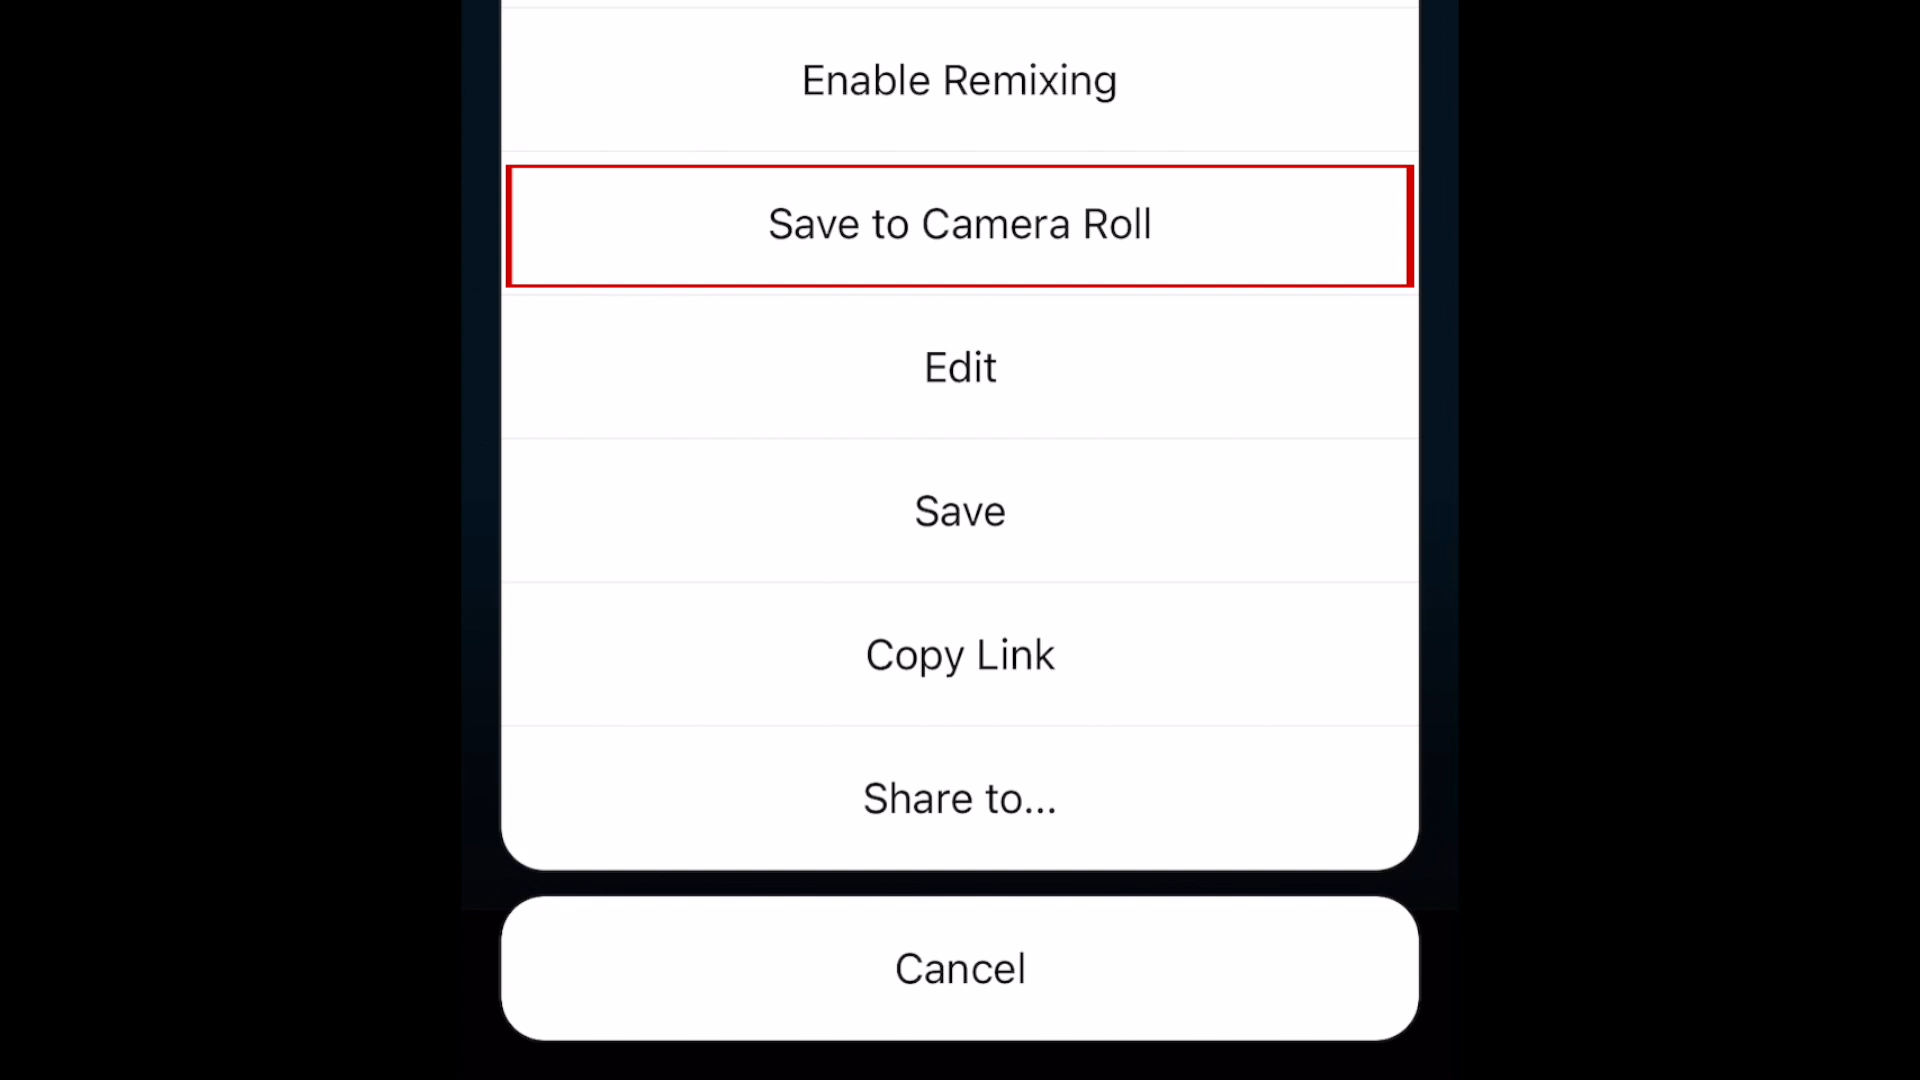 Enable Remixing
Save to Camera Roll
Edit
Save
Copy Link
Share to...
Cancel